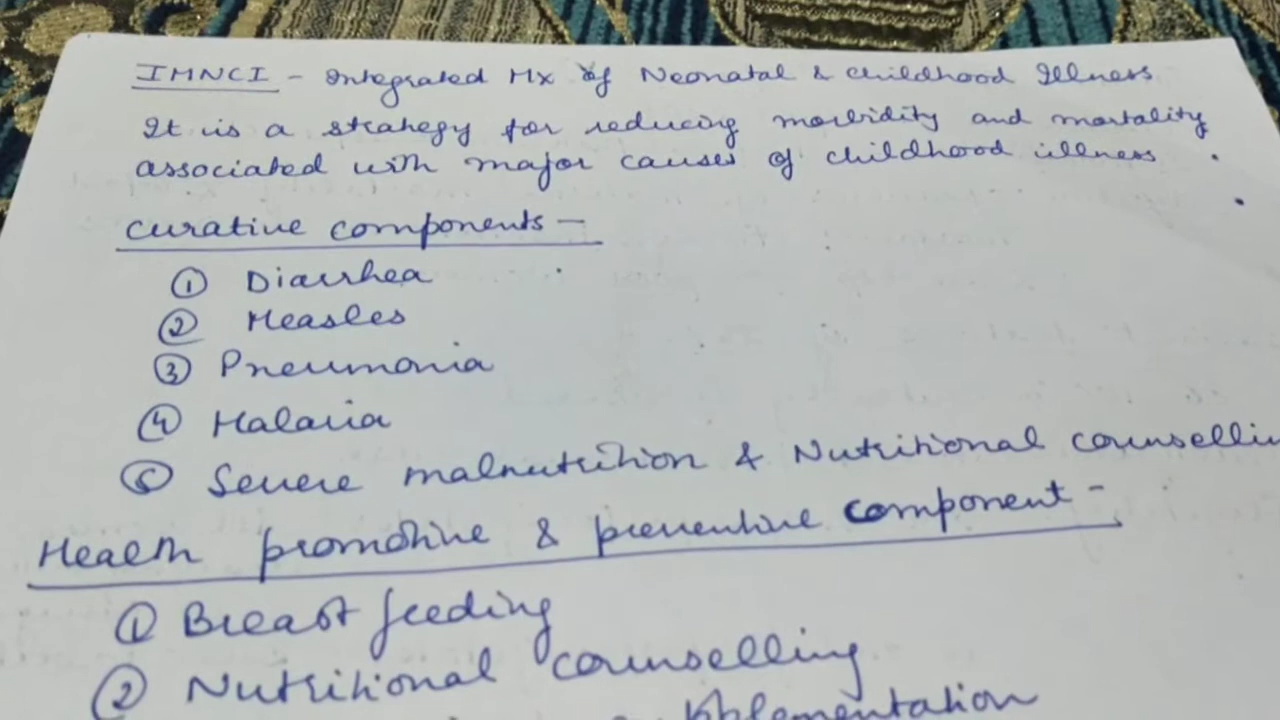 IMNCI - Integrated Mx of Neonatal & childhood Illness
It is a strategy for reducing morbidity and mortality
associated with major causes of childhood illness.
curative components -
① Diarrhea
② Measles
③ Pneumonia
④ Malaria
⑤ Severe malnutrition & Nutritional counsellin
Health promotive & preventive component -
① Breast feeding
② Nutritional counselling